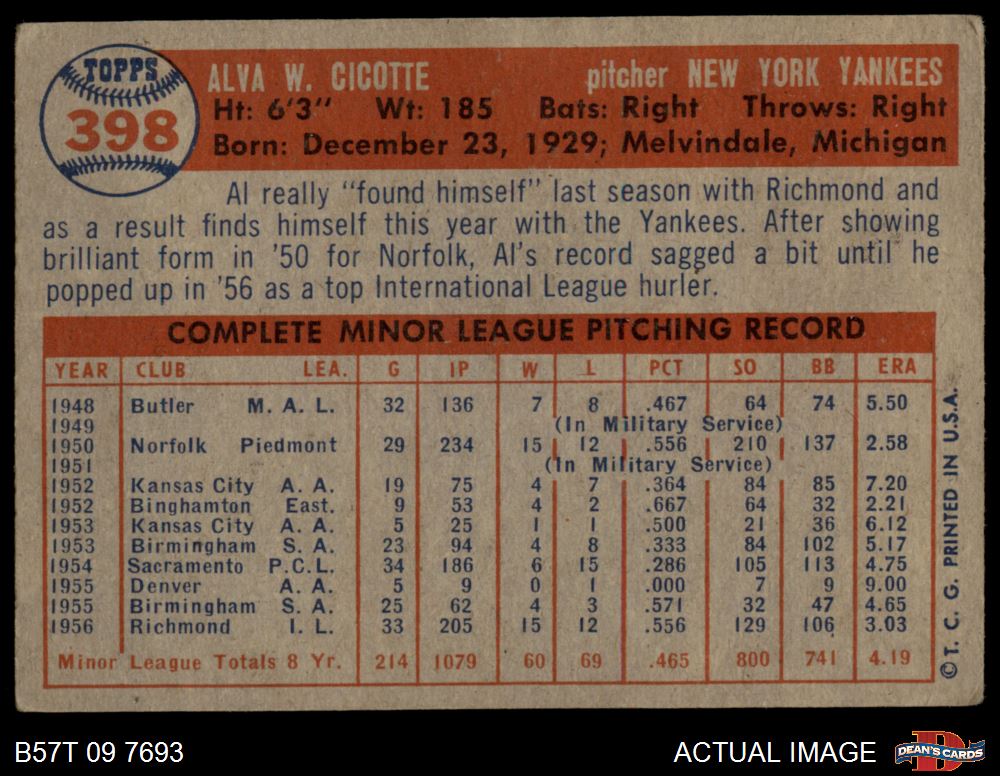 TOPPS
398
ALVA W. CICOTTE pitcher NEW YORK YANKEES
Ht: 6'3" Wt: 185 Bats: Right Throws: Right
Born: December 23, 1929; Melvindale, Michigan
Al really "found himself" last season with Richmond and
as a result finds himself this year with the Yankees. After showing
brilliant form in '50 for Norfolk, Al's record sagged a bit until he
popped up in '56 as a top International League hurler.
COMPLETE MINOR LEAGUE PITCHING RECORD
YEAR CLUB LEA. G IP W L PCT SO BB ERA
1948 Butler M. A. L. 32 136 7 8 .467 64 74 5.50
1949 (In Military Service)
1950 Norfolk Piedmont 29 234 15 12 .556 210 137 2.58
1951 (In Military Service)
1952 Kansas City A. A. 19 75 4 7 .364 84 85 7.20
1952 Binghamton East. 9 53 4 2 .667 64 32 2.21
1953 Kansas City A. A. 5 25 1 1 .500 21 36 6.12
1953 Birmingham S. A. 23 94 4 8 .333 84 102 5.17
1954 Sacramento P.C.L. 34 186 6 15 .286 105 113 4.75
1955 Denver A. A. 5 9 0 1 .000 7 9 9.00
1955 Birmingham S. A. 25 62 4 3 .571 32 47 4.65
1956 Richmond I. L. 33 205 15 12 .556 129 106 3.03
Minor League Totals 8 Yr. 214 1079 60 69 .465 800 741 4.19
©T. C. G. PRINTED IN U.S.A.
B57T 09 7693
ACTUAL IMAGE
DEAN'S CARDS